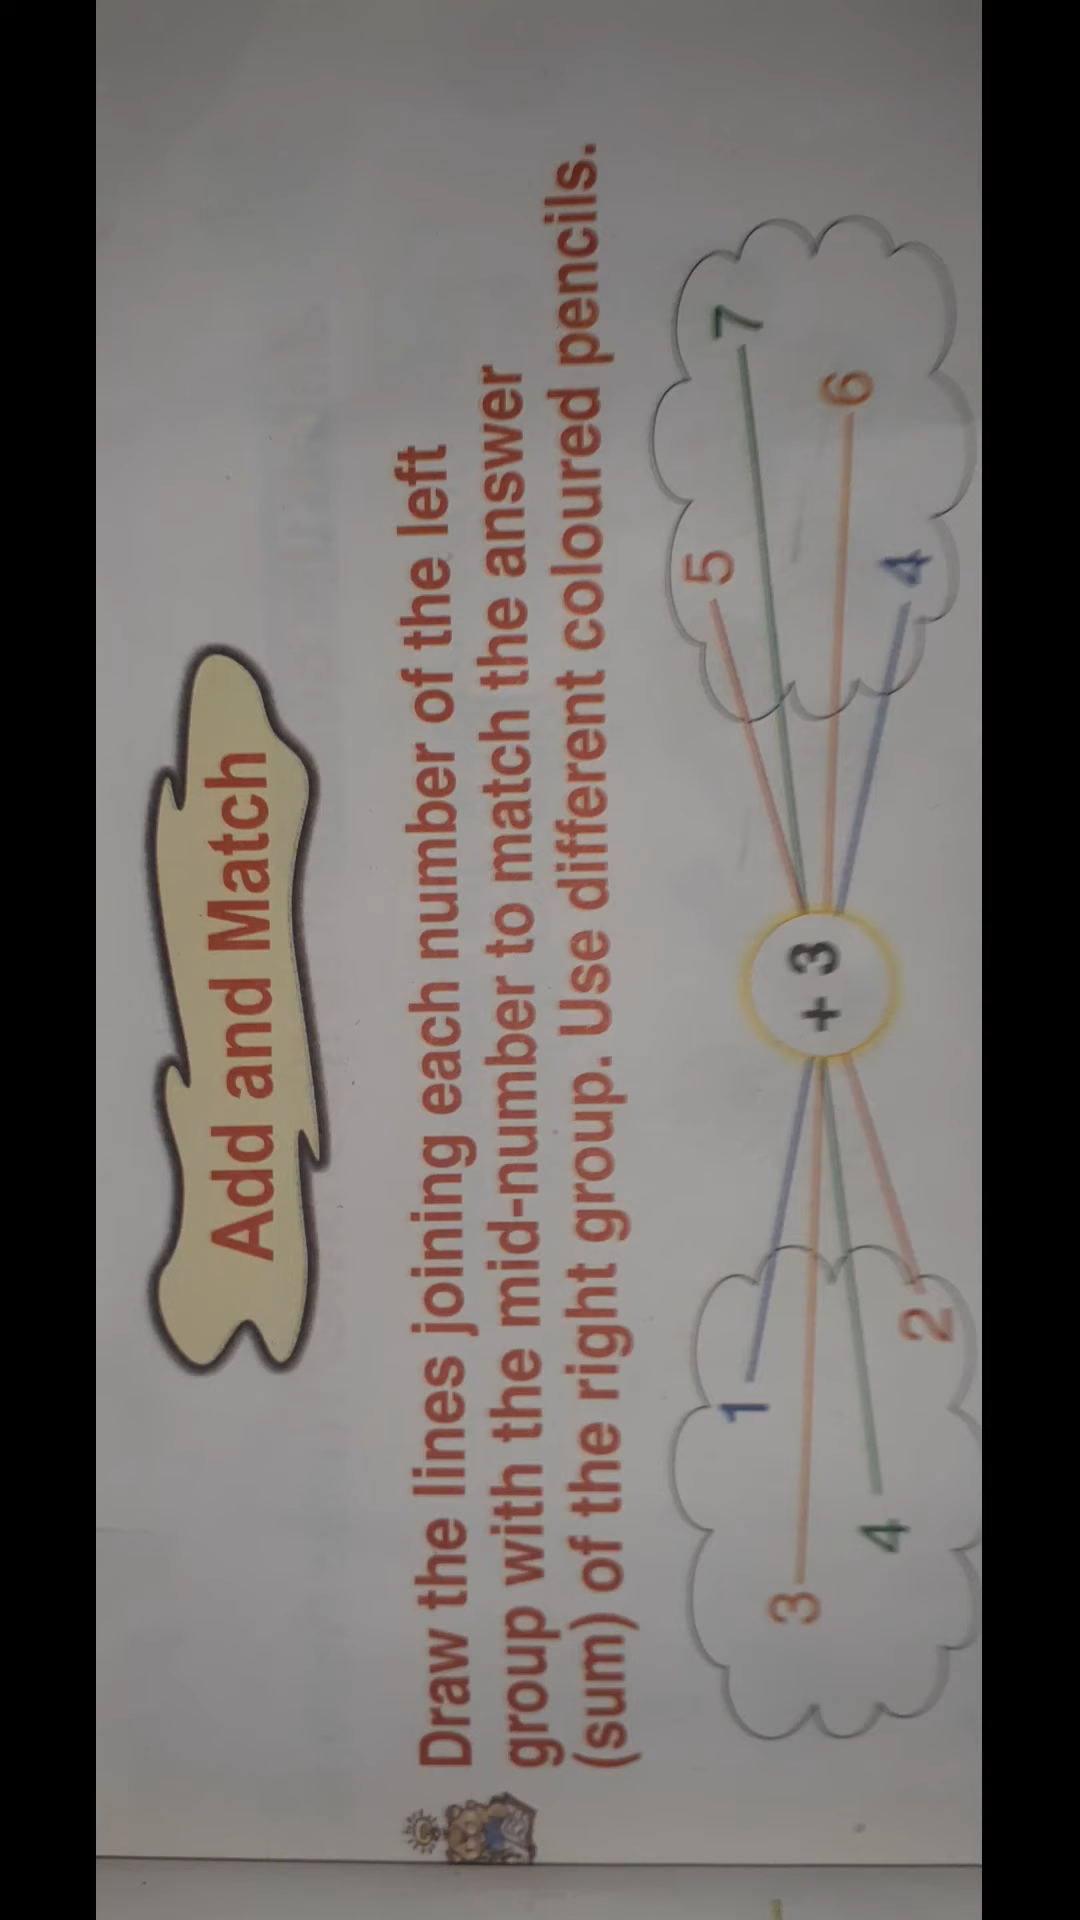 Add and Match
Draw the lines joining each number of the left
group with the mid-number to match the answer
(sum) of the right group. Use different coloured pencils.
1
3
4
2
+ 3
5
7
6
4